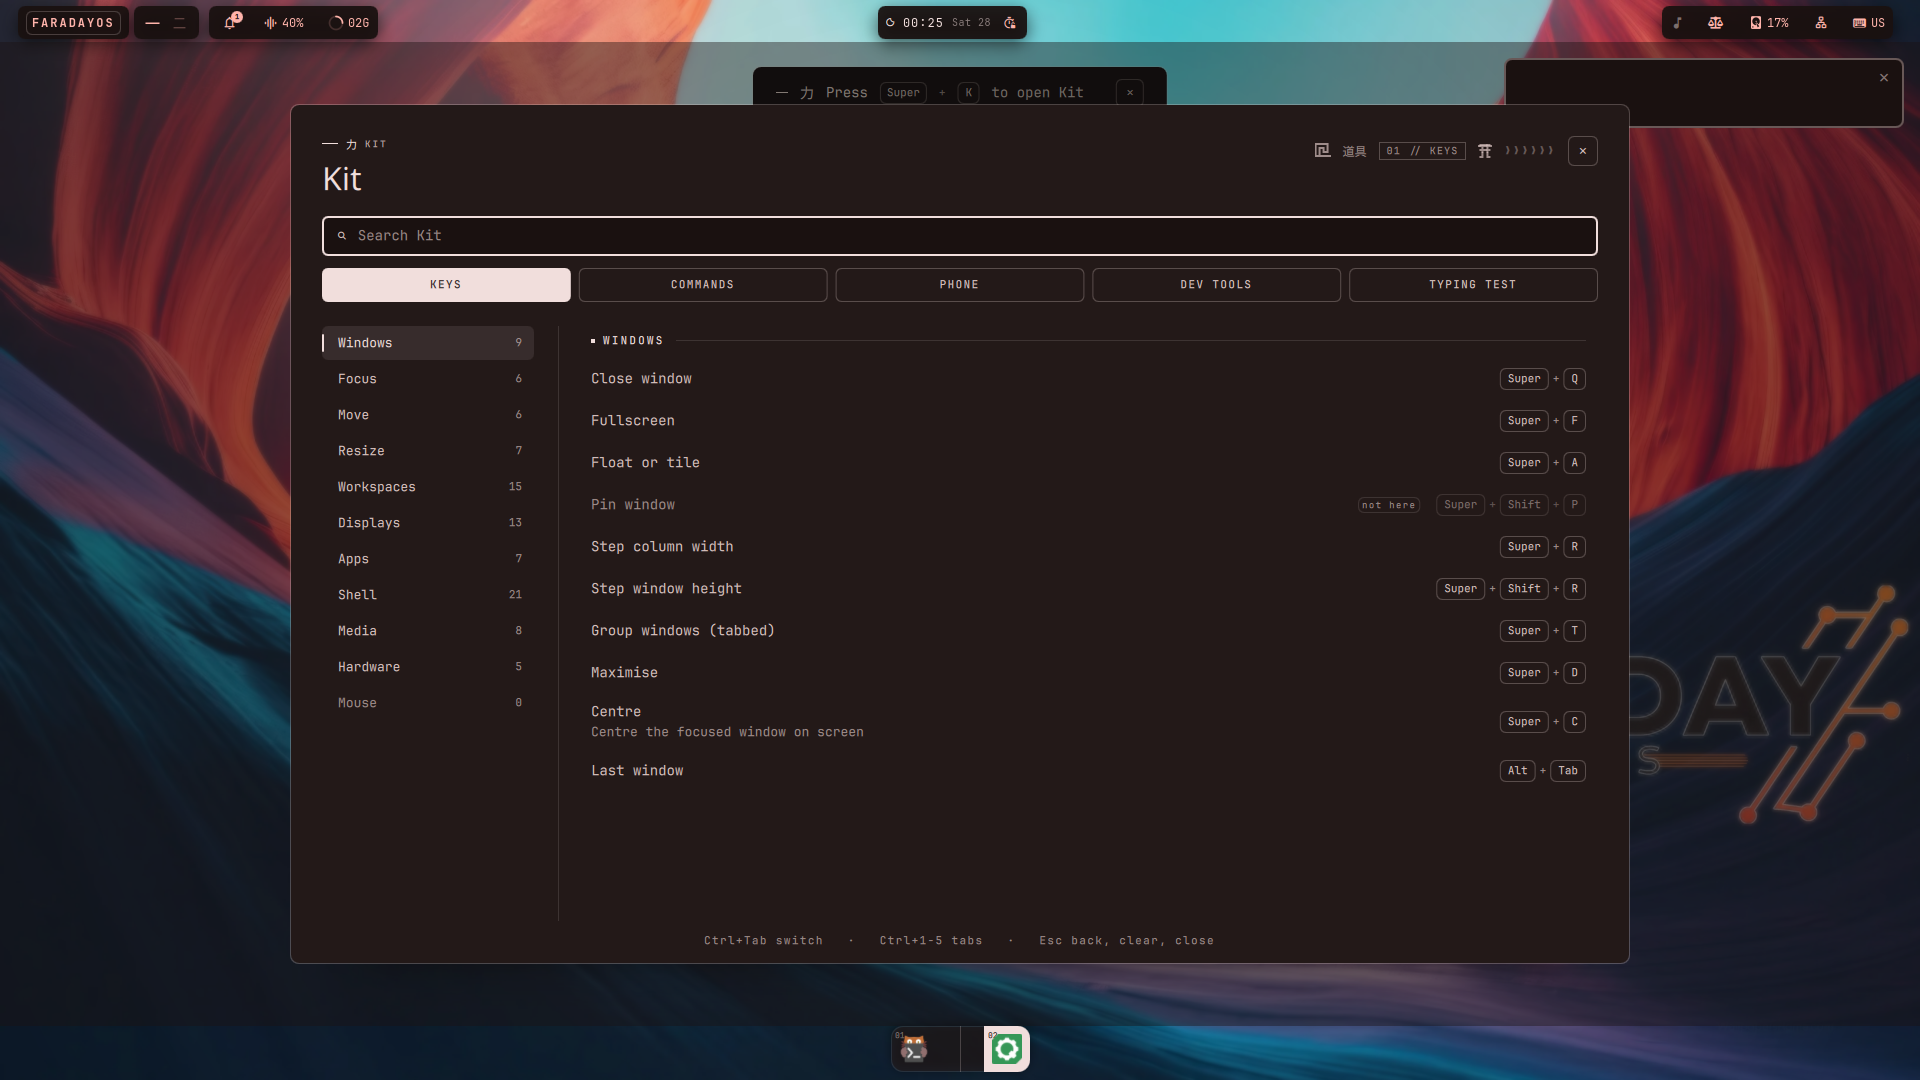 FARADAYOS
1
40%
02G
00:25 Sat 28
17%
US
力 Press Super + K to open Kit ×
×
力 KIT
Kit
道具 01 // KEYS ×
Search Kit
KEYS
COMMANDS
PHONE
DEV TOOLS
TYPING TEST
Windows 9
Focus 6
Move 6
Resize 7
Workspaces 15
Displays 13
Apps 7
Shell 21
Media 8
Hardware 5
Mouse 0
WINDOWS
Close window Super + Q
Fullscreen Super + F
Float or tile Super + A
Pin window not here Super + Shift + P
Step column width Super + R
Step window height Super + Shift + R
Group windows (tabbed) Super + T
Maximise Super + D
Centre Super + C
Centre the focused window on screen
Last window Alt + Tab
Ctrl+Tab switch · Ctrl+1-5 tabs · Esc back, clear, close
DAY
S
01
02